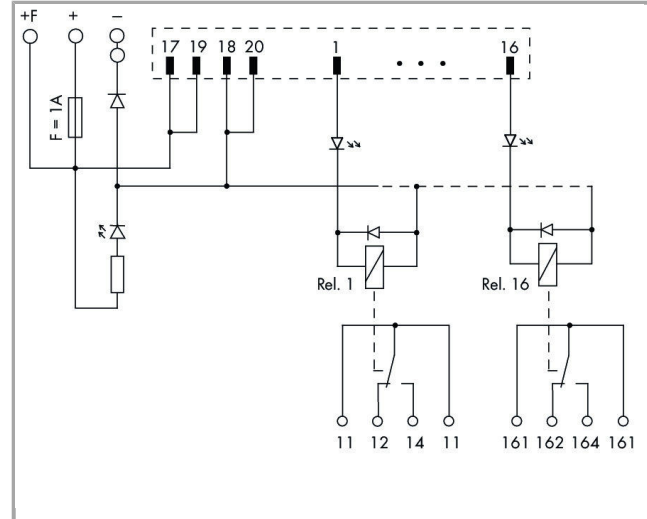 +F + −
17 19 18 20 1 • • • 16
F = 1A
Rel. 1 Rel. 16
11 12 14 11 161 162 164 161